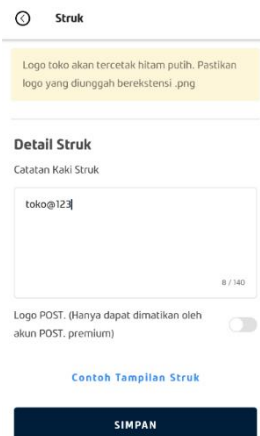 Struk
Logo toko akan tercetak hitam putih. Pastikan
logo yang diunggah berekstensi .png
Detail Struk
Catatan Kaki Struk
toko@123
8 / 140
Logo POST. (Hanya dapat dimatikan oleh
akun POST. premium)
Contoh Tampilan Struk
SIMPAN